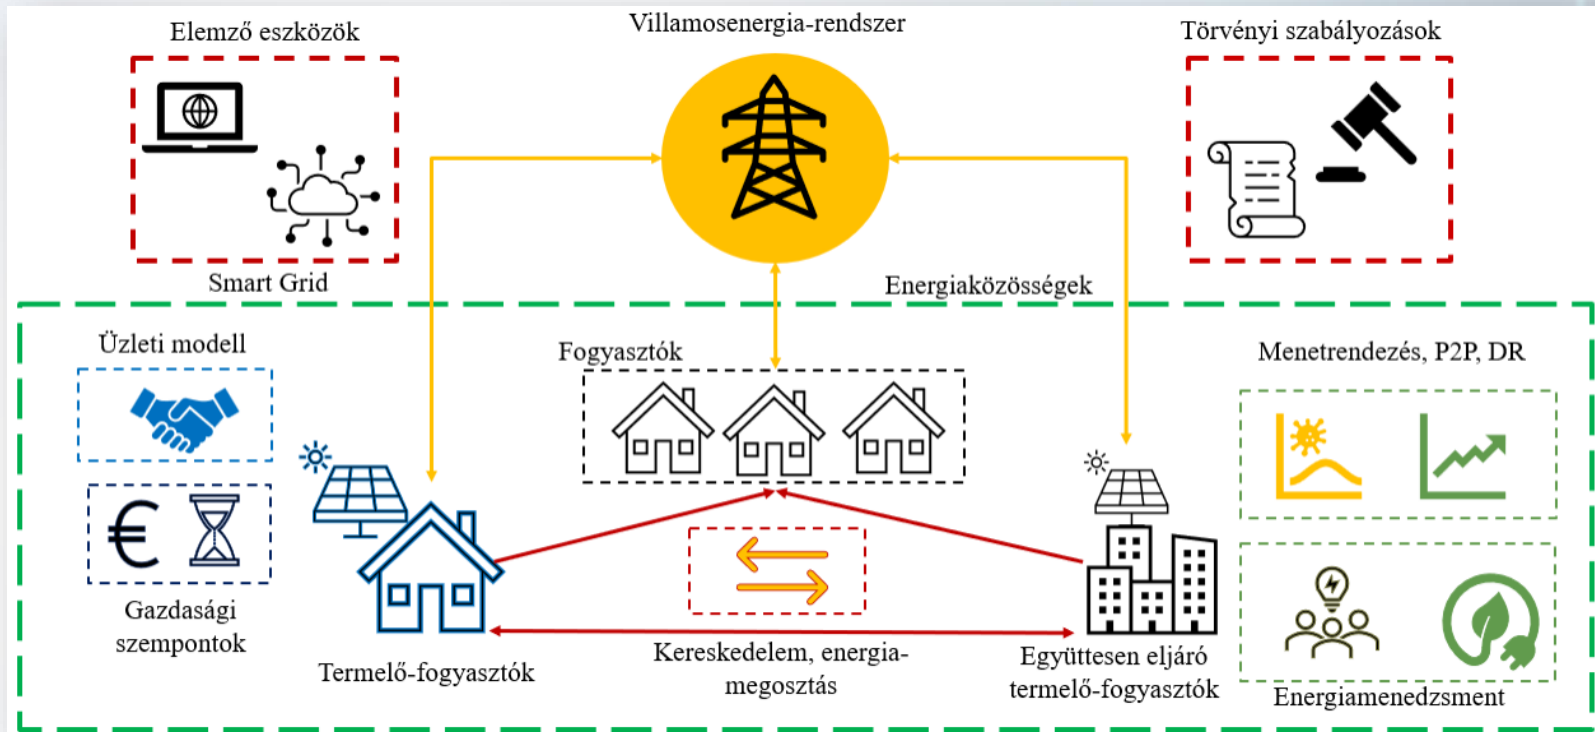 Elemző eszközök
Villamosenergia-rendszer
Törvényi szabályozások
Smart Grid
Energiaközösségek
Üzleti modell
Fogyasztók
Menetrendezés, P2P, DR
Gazdasági
szempontok
Termelő-fogyasztók
Kereskedelem, energia-
megosztás
Együttesen eljáró
termelő-fogyasztók
Energiamenedzsment